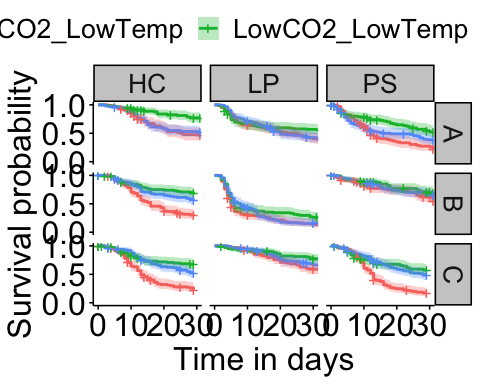 CO2_LowTemp LowCO2_LowTemp
HC LP PS
Survival probability
1.0
0.5
0.0
A
1.0
0.5
0.0
B
1.0
0.5
0.0
C
0 10 20 30 0 10 20 30 0 10 20 30
Time in days